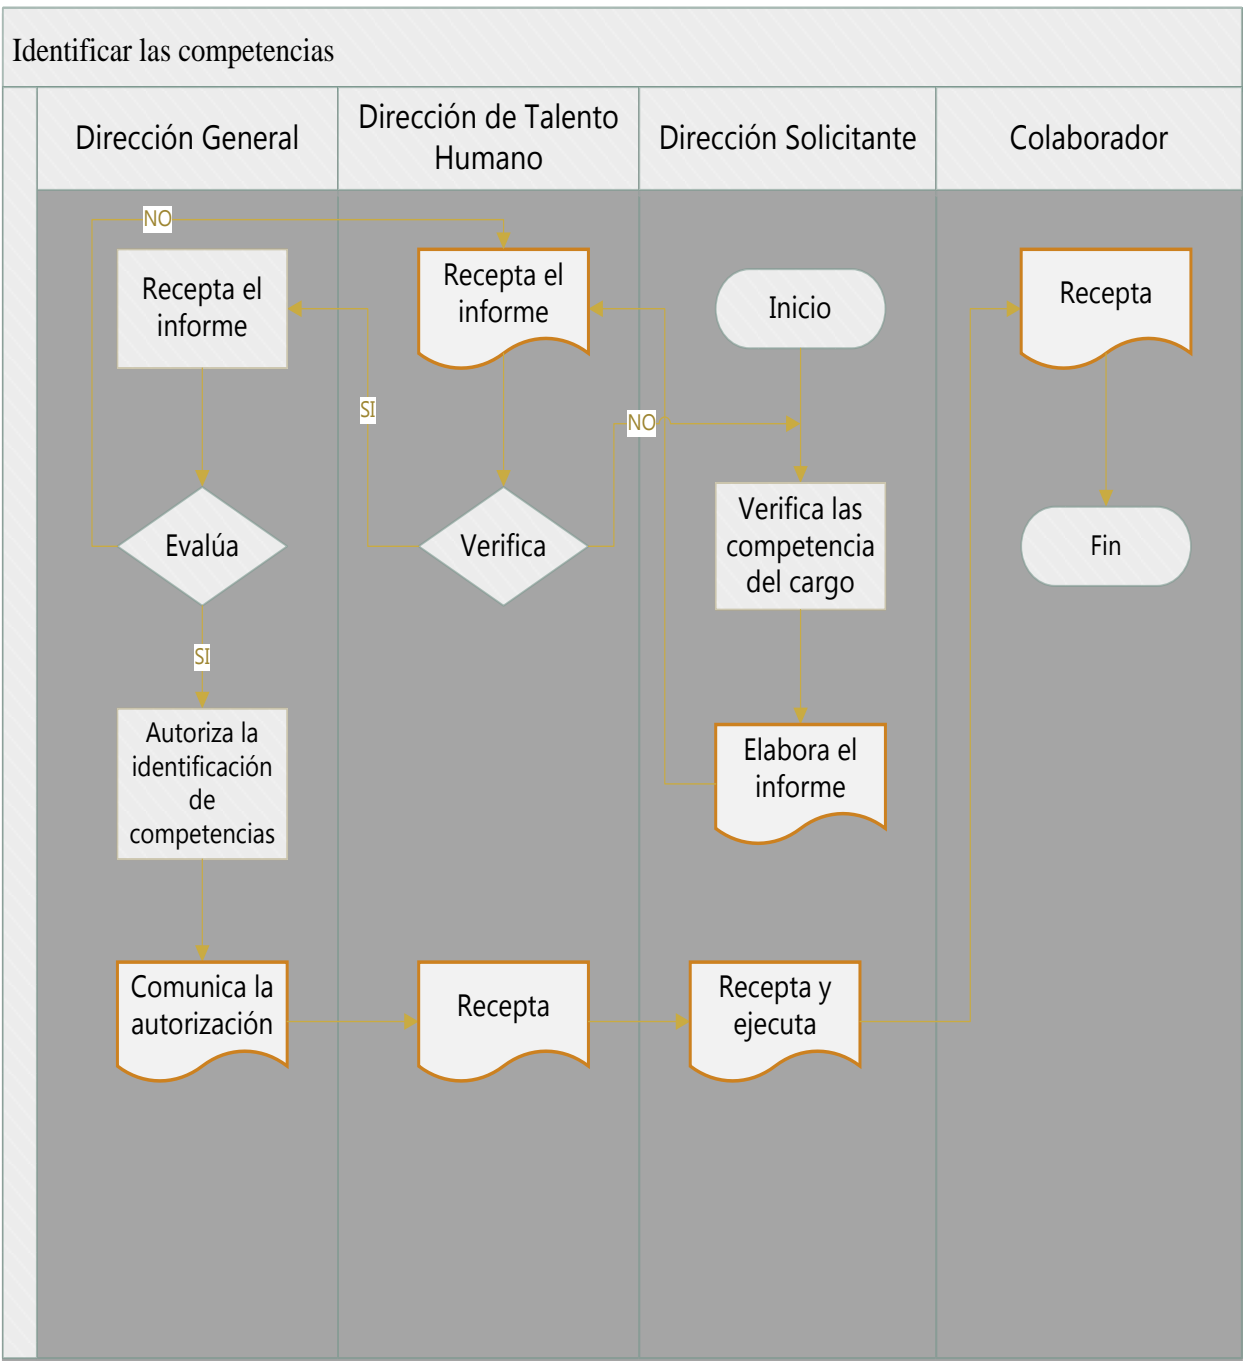 Identificar las competencias
Dirección General
Dirección de Talento
Humano
Dirección Solicitante
Colaborador
NO
Recepta el
informe
Recepta el
informe
Inicio
Recepta
SI
NO
Evalúa
Verifica
Verifica las
competencia
del cargo
Fin
SI
Autoriza la
identificación
de
competencias
Elabora el
informe
Comunica la
autorización
Recepta
Recepta y
ejecuta